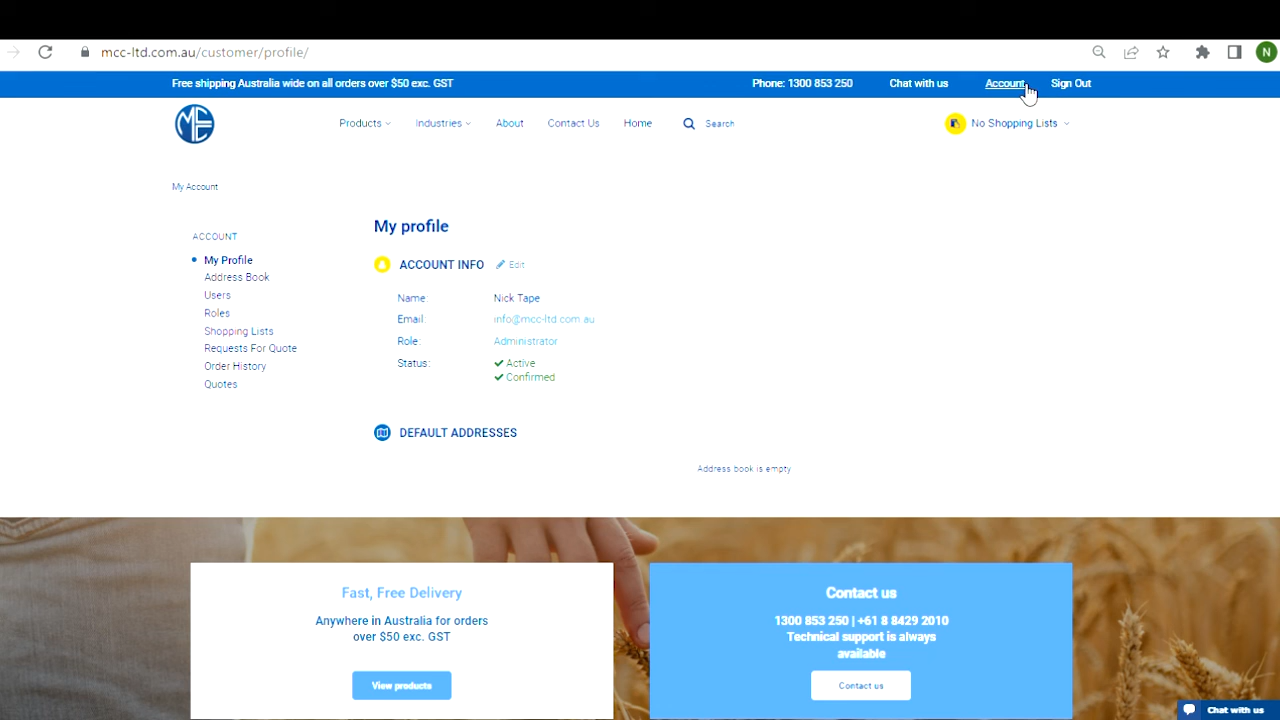 mcc-ltd.com.au/customer/profile/
N
Free shipping Australia wide on all orders over $50 exc. GST
Phone: 1300 853 250
Chat with us
Account
Sign Out
MCC
Products
Industries
About
Contact Us
Home
Search
No Shopping Lists
My Account
ACCOUNT
My Profile
Address Book
Users
Roles
Shopping Lists
Requests For Quote
Order History
Quotes
My profile
ACCOUNT INFO
Edit
Name: Nick Tape
Email: info@mcc-ltd.com.au
Role: Administrator
Status: Active
Confirmed
DEFAULT ADDRESSES
Address book is empty
Fast, Free Delivery
Anywhere in Australia for orders
over $50 exc. GST
View products
Contact us
1300 853 250 | +61 8 8429 2010
Technical support is always
available
Contact us
Chat with us